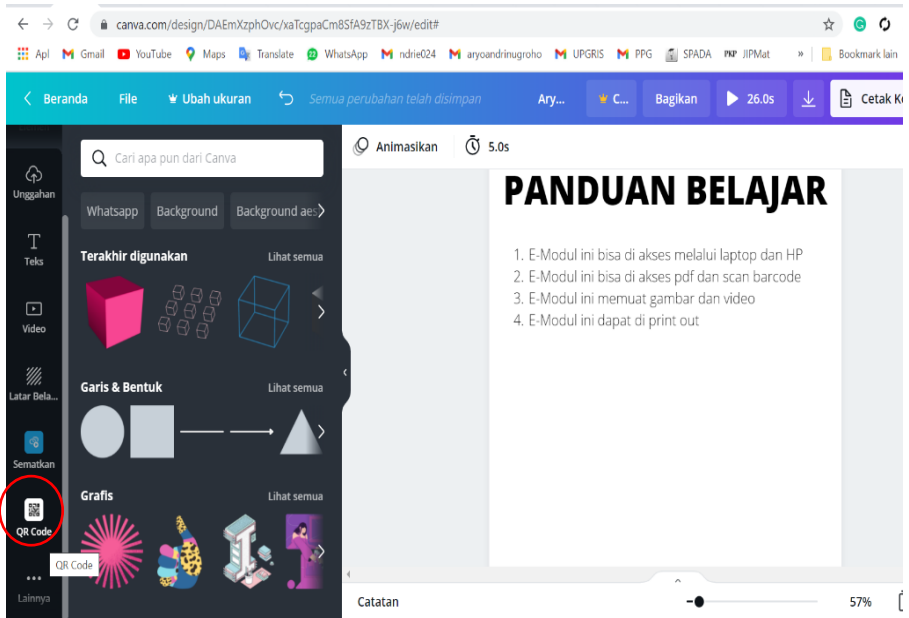 canva.com/design/DAEmXzphOvc/xaTcgpaCm8SfA9zTBX-j6w/edit#
Apl Gmail YouTube Maps Translate WhatsApp ndrie024 aryoandrinugroho UPGRIS PPG SPADA PKP JIPMat » Bookmark lain
Beranda File Ubah ukuran Semua perubahan telah disimpan Ary... C... Bagikan 26.0s Cetak Ke
Cari apa pun dari Canva
Animasikan 5.0s
Unggahan
Teks
Video
Latar Bela...
Sematkan
QR Code
QR Code
Lainnya
Whatsapp Background Background aes
Terakhir digunakan Lihat semua
Garis & Bentuk Lihat semua
Grafis Lihat semua
PANDUAN BELAJAR
1. E-Modul ini bisa di akses melalui laptop dan HP
2. E-Modul ini bisa di akses pdf dan scan barcode
3. E-Modul ini memuat gambar dan video
4. E-Modul ini dapat di print out
Catatan 57%